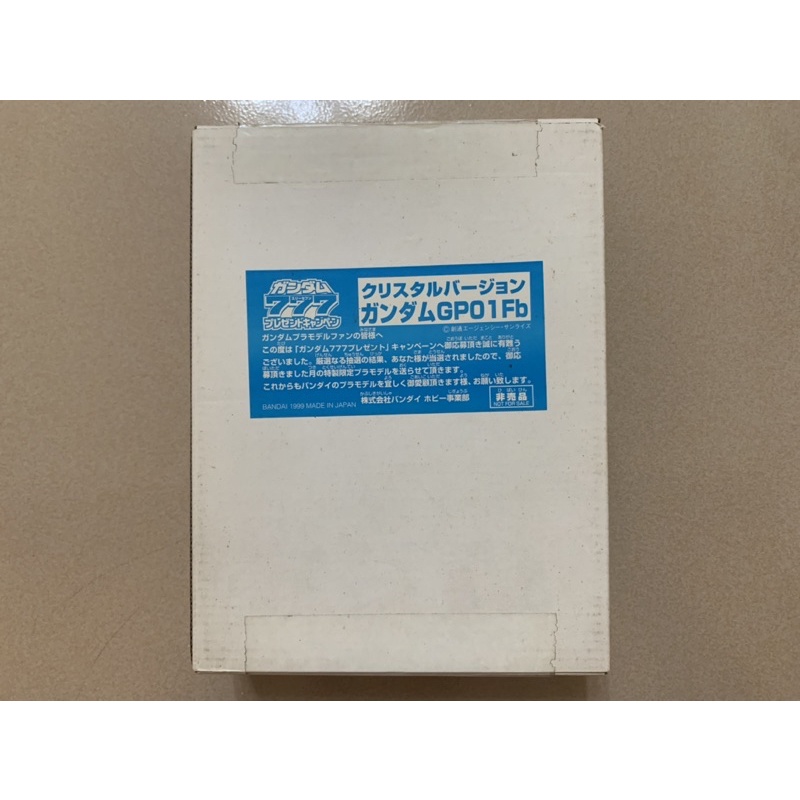 ガンダム
777
プレゼントキャンペーン
クリスタルバージョン
ガンダムGP01Fb
© 創通エージェンシー・サンライズ
ガンダムプラモデルファンの皆様へ
この度は「ガンダム777プレゼント」キャンペーンへ御応募頂き誠に有難う
ございました。厳選なる抽選の結果、あなた様が当選されましたので、御応
募頂きました月の特製限定プラモデルを送らせて頂きます。
これからもバンダイのプラモデルを宜しく御愛顧頂きます様、お願い致します。
BANDAI 1999 MADE IN JAPAN
株式会社バンダイ ホビー事業部
非売品
NOT FOR SALE